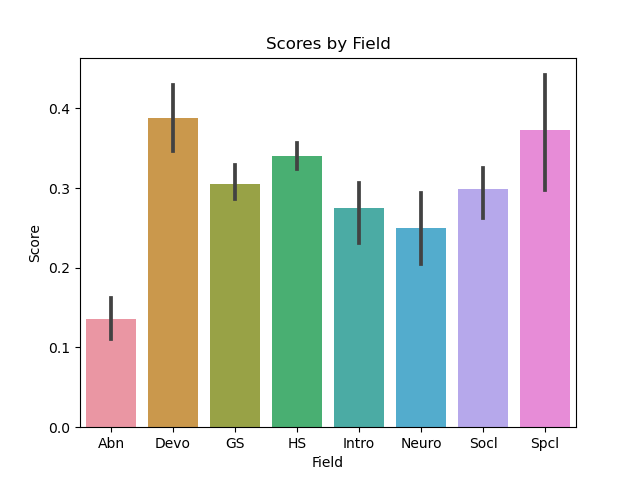 Scores by Field
Score
0.4
0.3
0.2
0.1
0.0
Abn Devo GS HS Intro Neuro Socl Spcl
Field